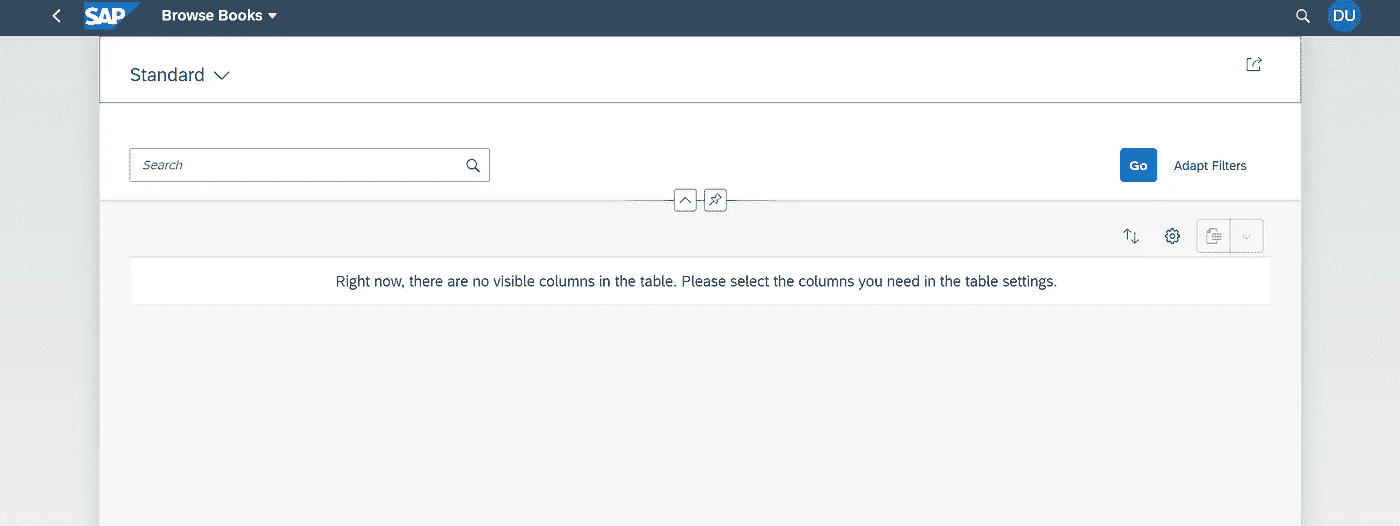 SAP Browse Books DU
Standard
Search Go Adapt Filters
Right now, there are no visible columns in the table. Please select the columns you need in the table settings.